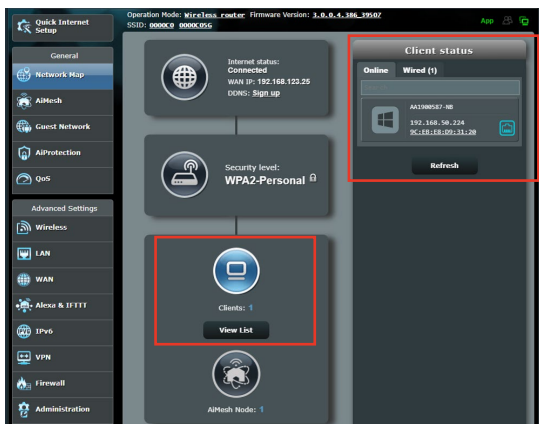 Quick Internet
Setup
Operation Mode: Wireless router Firmware Version: 3.0.0.4.386_39507
SSID: 0000C0 0000C05G
App
General
Network Map
AiMesh
Guest Network
AiProtection
QoS
Advanced Settings
Wireless
LAN
WAN
Alexa & IFTTT
IPv6
VPN
Firewall
Administration
Internet status:
Connected
WAN IP: 192.168.123.25
DDNS: Sign up
Security level:
WPA2-Personal
Clients: 1
View List
AiMesh Node: 1
Client status
Online Wired (1)
AA1900587-NB
192.168.50.224
9C:EB:E8:D9:31:20
Refresh